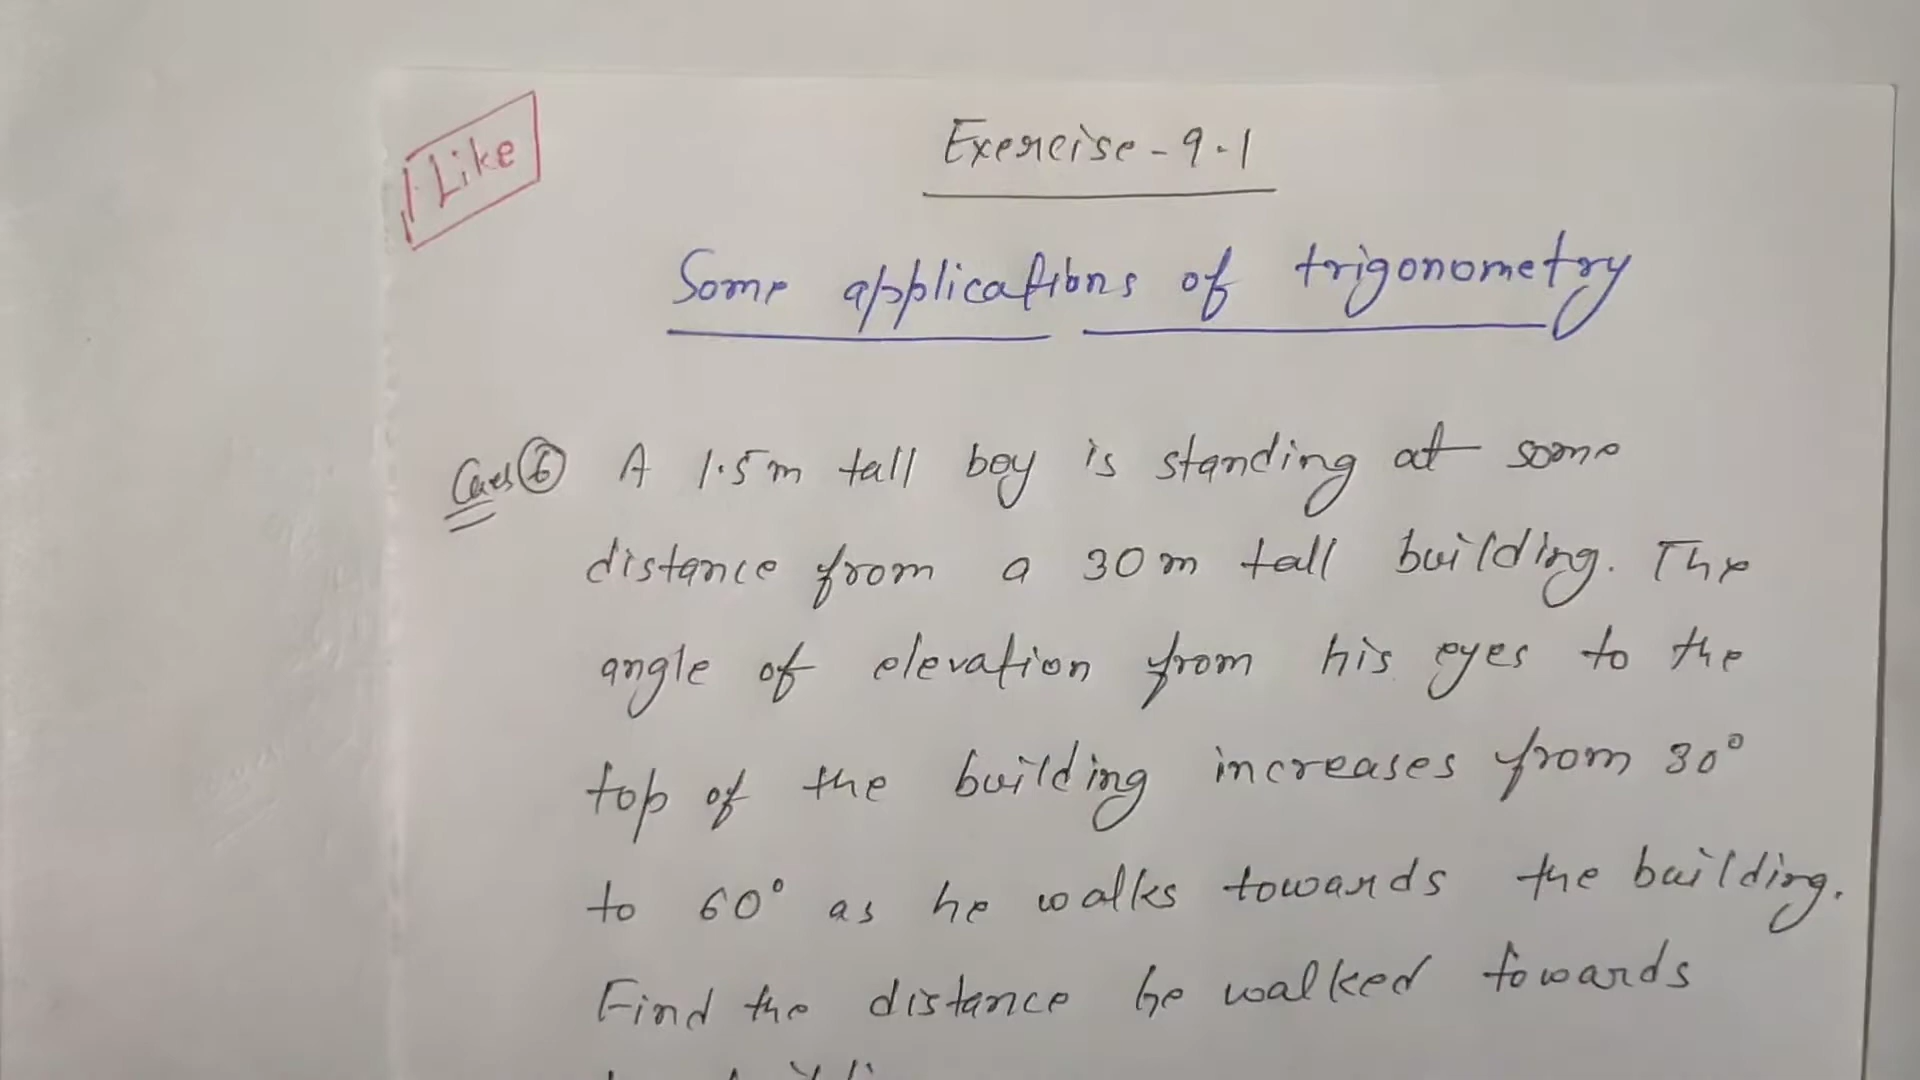 Like
Exercise-9.1
Some applications of trigonometry
Ques 6 A 1.5m tall boy is standing at some
distance from a 30m tall building. The
angle of elevation from his eyes to the
top of the building increases from 30°
to 60° as he walks towards the building.
Find the distance he walked towards